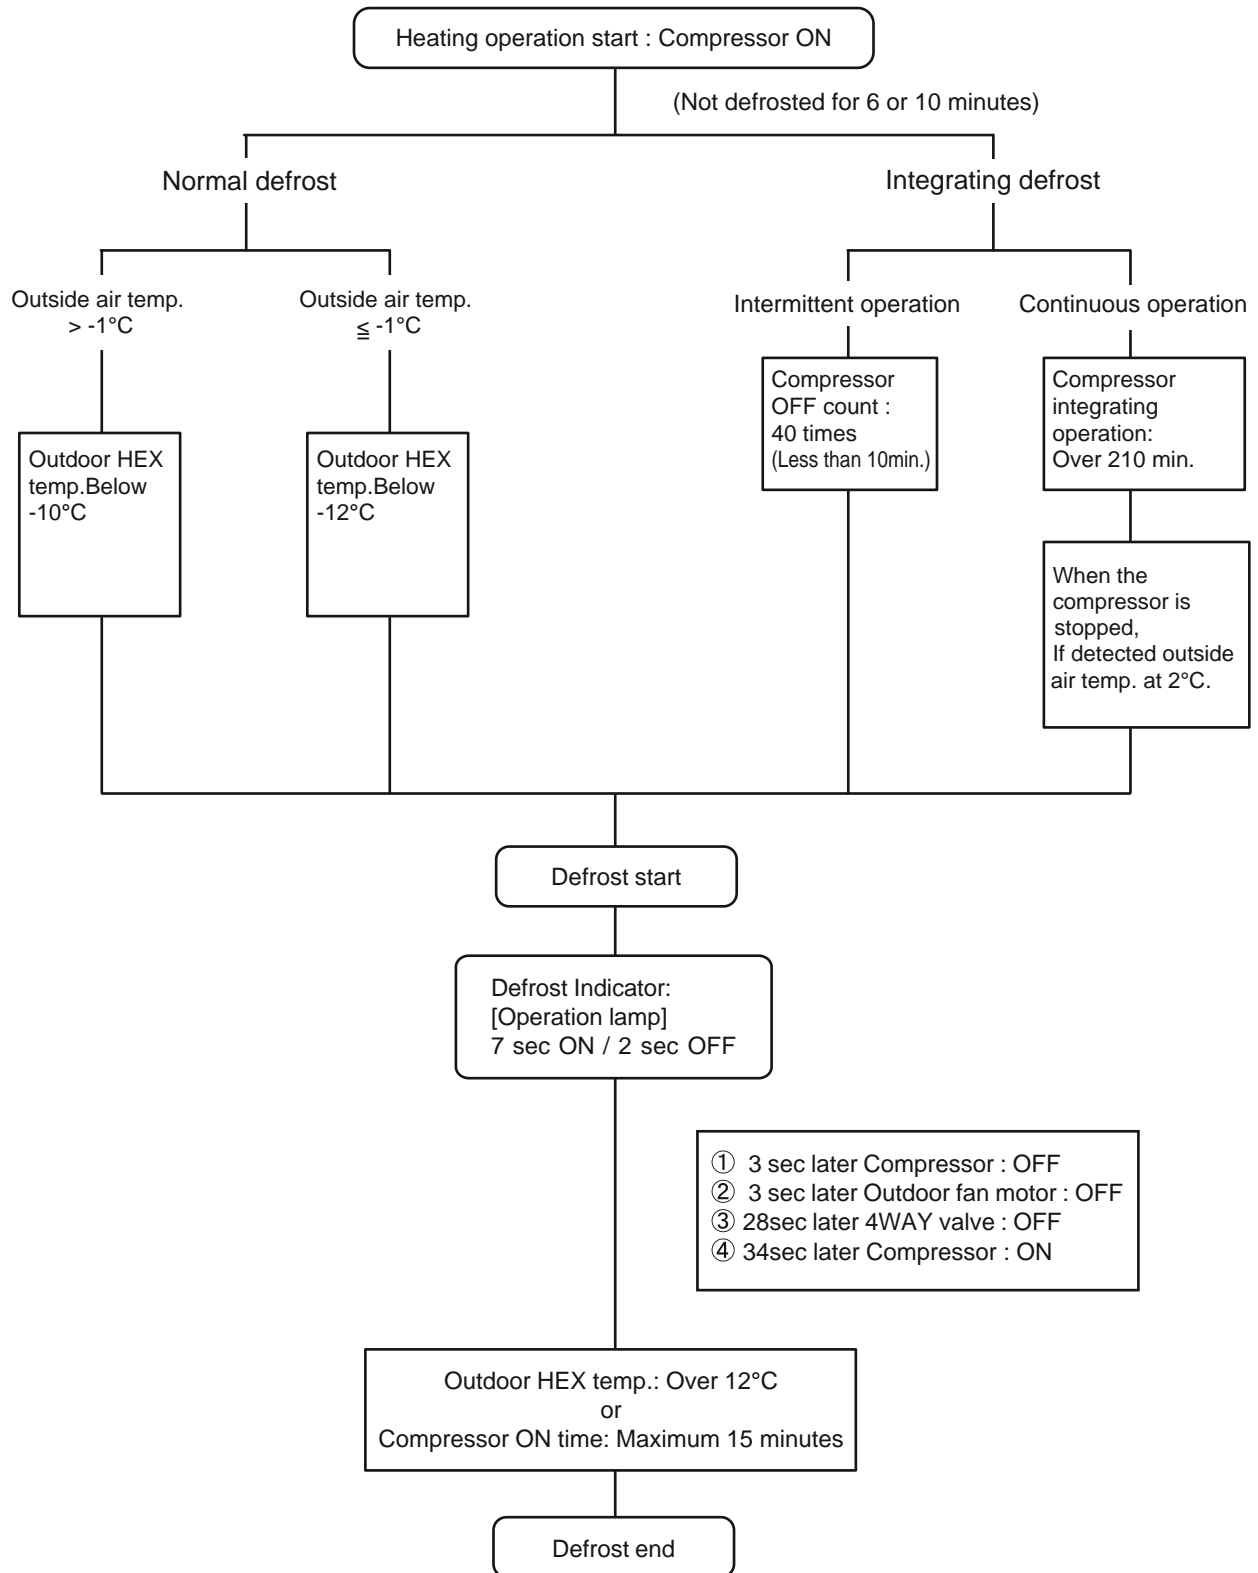 Heating operation start : Compressor ON
(Not defrosted for 6 or 10 minutes)
Normal defrost
Integrating defrost
Outside air temp.
> -1°C
Outside air temp.
≦ -1°C
Intermittent operation
Continuous operation
Outdoor HEX
temp.Below
-10°C
Outdoor HEX
temp.Below
-12°C
Compressor
OFF count :
40 times
(Less than 10min.)
Compressor
integrating
operation:
Over 210 min.
When the
compressor is
stopped,
If detected outside
air temp. at 2°C.
Defrost start
Defrost Indicator:
[Operation lamp]
7 sec ON / 2 sec OFF
① 3 sec later Compressor : OFF
② 3 sec later Outdoor fan motor : OFF
③ 28sec later 4WAY valve : OFF
④ 34sec later Compressor : ON
Outdoor HEX temp.: Over 12°C
or
Compressor ON time: Maximum 15 minutes
Defrost end